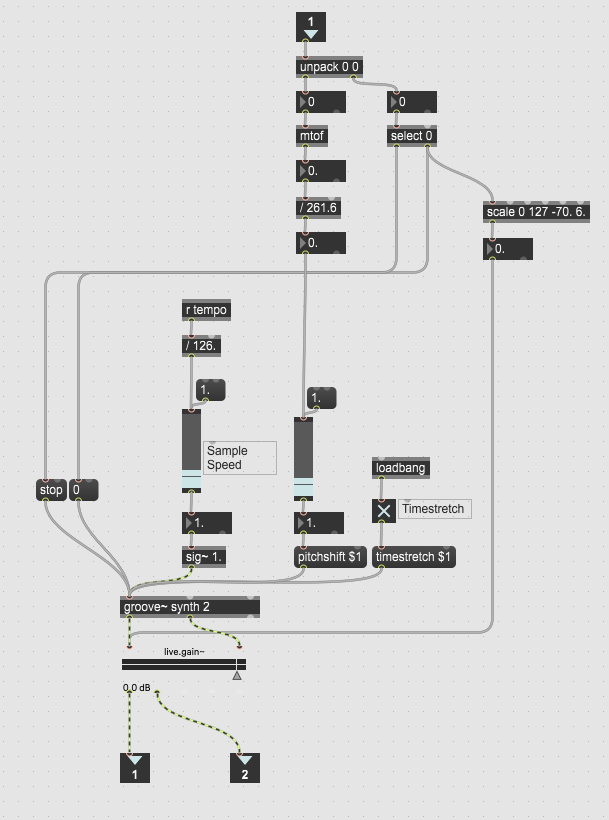 1
unpack 0 0
0
0
mtof
select 0
0.
/ 261.6
scale 0 127 -70. 6.
0.
0.
r tempo
/ 126.
1.
1.
Sample
Speed
loadbang
stop
0
Timestretch
1.
1.
sig~ 1.
pitchshift $1
timestretch $1
groove~ synth 2
live.gain~
0.0 dB
1
2